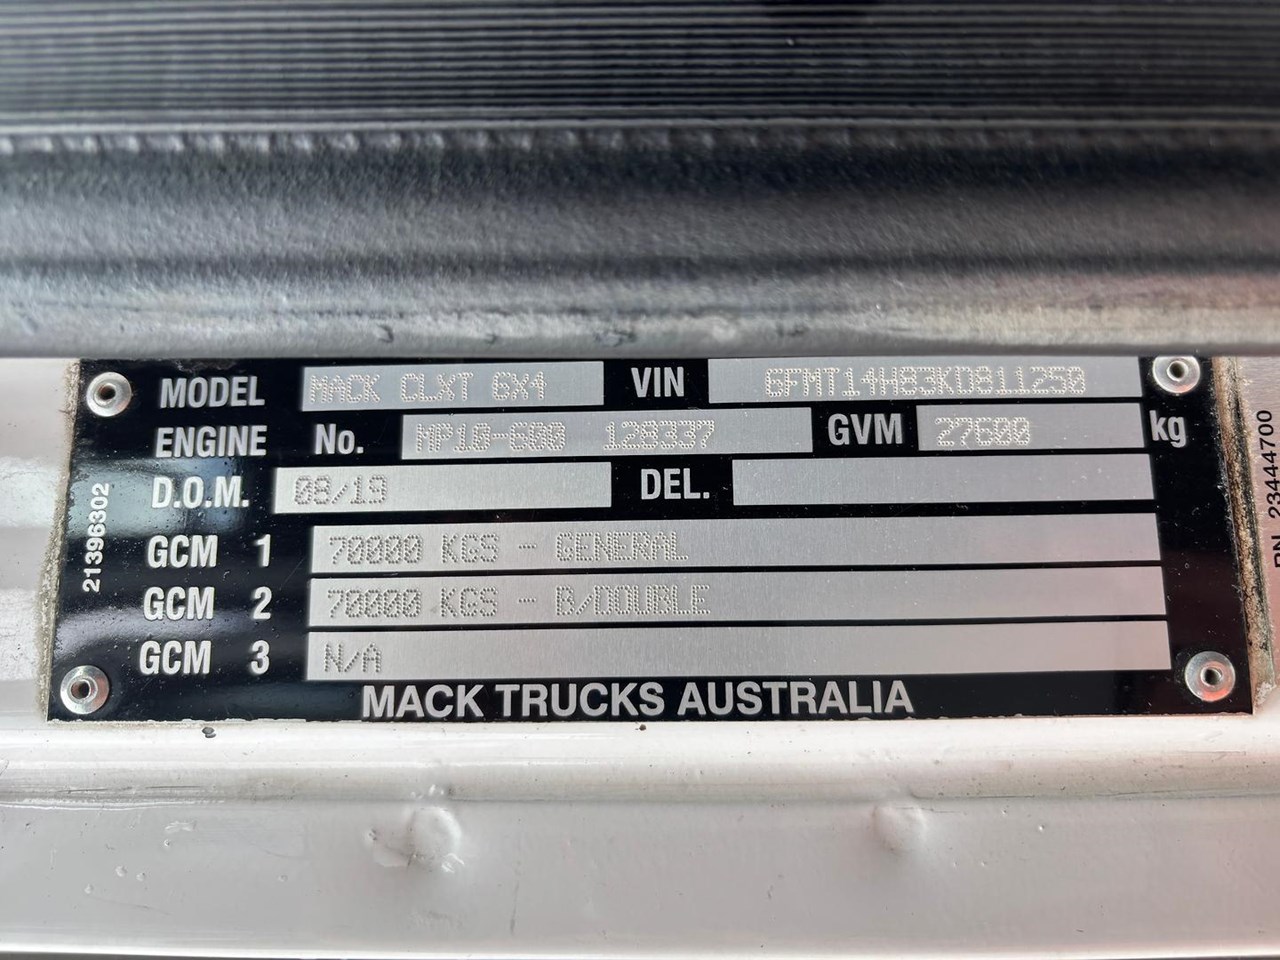 MODEL MACK CLXT 6X4 VIN 6FMT14H83KD811250
ENGINE No. MP10-600 128337 GVM 27600 kg
D.O.M. 08/19 DEL.
GCM 1 70000 KGS - GENERAL
GCM 2 70000 KGS - B/DOUBLE
GCM 3 N/A
MACK TRUCKS AUSTRALIA
21396302
PN 23444700